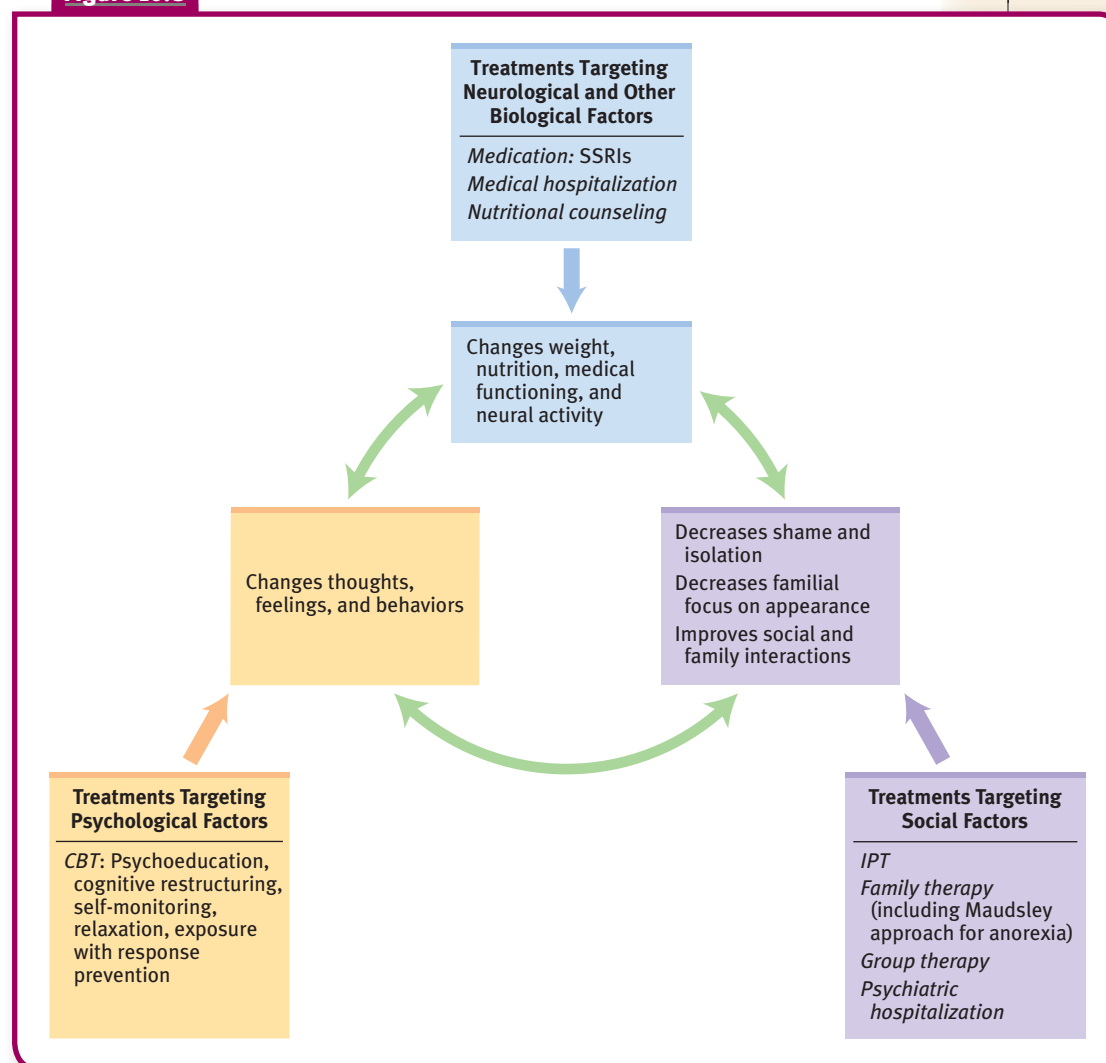 Treatments Targeting
Neurological and Other
Biological Factors
Medication: SSRIs
Medical hospitalization
Nutritional counseling
Changes weight,
nutrition, medical
functioning, and
neural activity
Changes thoughts,
feelings, and behaviors
Decreases shame and
isolation
Decreases familial
focus on appearance
Improves social and
family interactions
Treatments Targeting
Psychological Factors
CBT: Psychoeducation,
cognitive restructuring,
self-monitoring,
relaxation, exposure
with response
prevention
Treatments Targeting
Social Factors
IPT
Family therapy
(including Maudsley
approach for anorexia)
Group therapy
Psychiatric
hospitalization